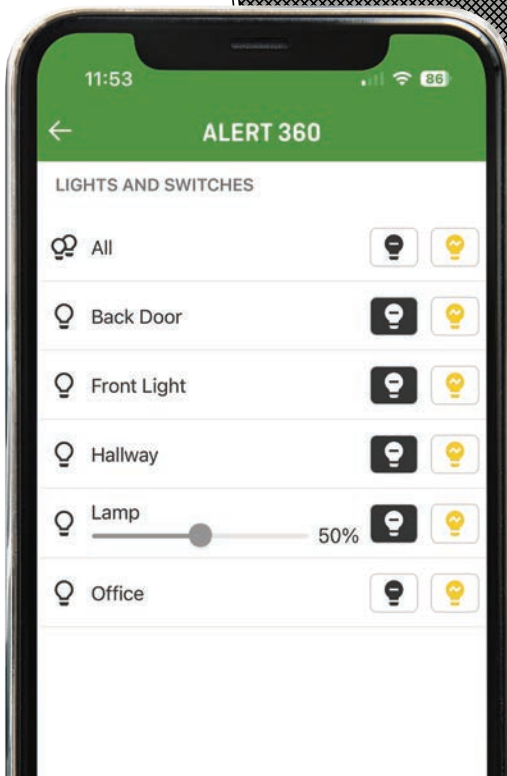 11:53
86
ALERT 360
LIGHTS AND SWITCHES
All
Back Door
Front Light
Hallway
Lamp
50%
Office